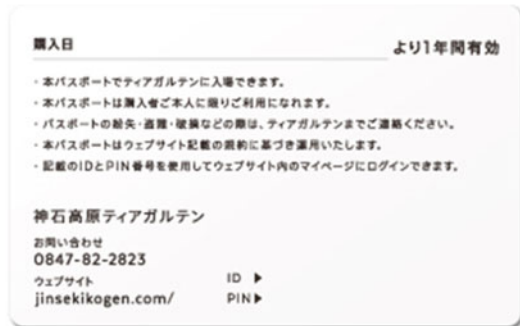 購入日 より1年間有効
・本パスポートでティアガルテンに入場できます。
・本パスポートは購入者ご本人に限りご利用になれます。
・パスポートの紛失・盗難・破損などの際は、ティアガルテンまでご連絡ください。
・本パスポートはウェブサイト記載の規約に基づき運用いたします。
・記載のIDとPIN番号を使用してウェブサイト内のマイページにログインできます。
神石高原ティアガルテン
お問い合わせ
0847-82-2823
ウェブサイト ID ▶
jinsekikogen.com/ PIN▶